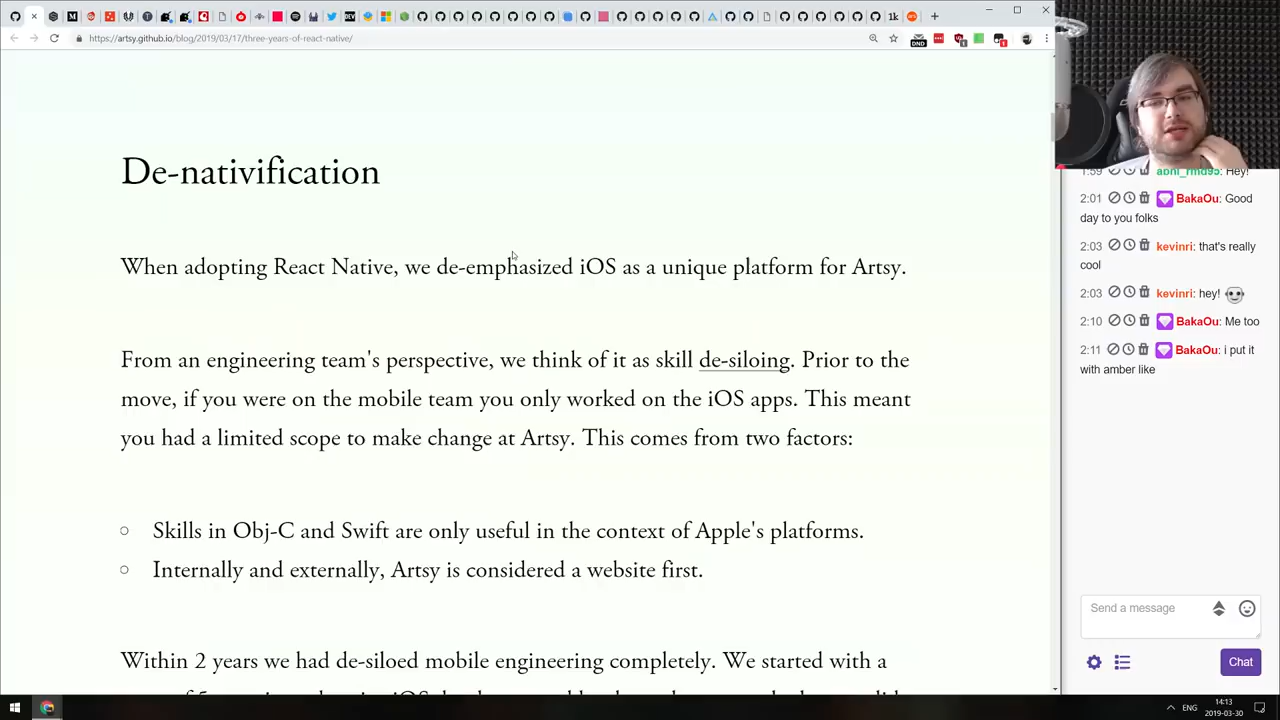 https://artsy.github.io/blog/2019/03/17/three-years-of-react-native/
De-nativification
When adopting React Native, we de-emphasized iOS as a unique platform for Artsy.
From an engineering team's perspective, we think of it as skill de-siloing. Prior to the
move, if you were on the mobile team you only worked on the iOS apps. This meant
you had a limited scope to make change at Artsy. This comes from two factors:
Skills in Obj-C and Swift are only useful in the context of Apple's platforms.
Internally and externally, Artsy is considered a website first.
Within 2 years we had de-siloed mobile engineering completely. We started with a
1:59 abhi_rmd95: Hey!
2:01 BakaOu: Good
day to you folks
2:03 kevinri: that's really
cool
2:03 kevinri: hey!
2:10 BakaOu: Me too
2:11 BakaOu: i put it
with amber like
Send a message
Chat
DND
1k
ENG
14:13
2019-03-30